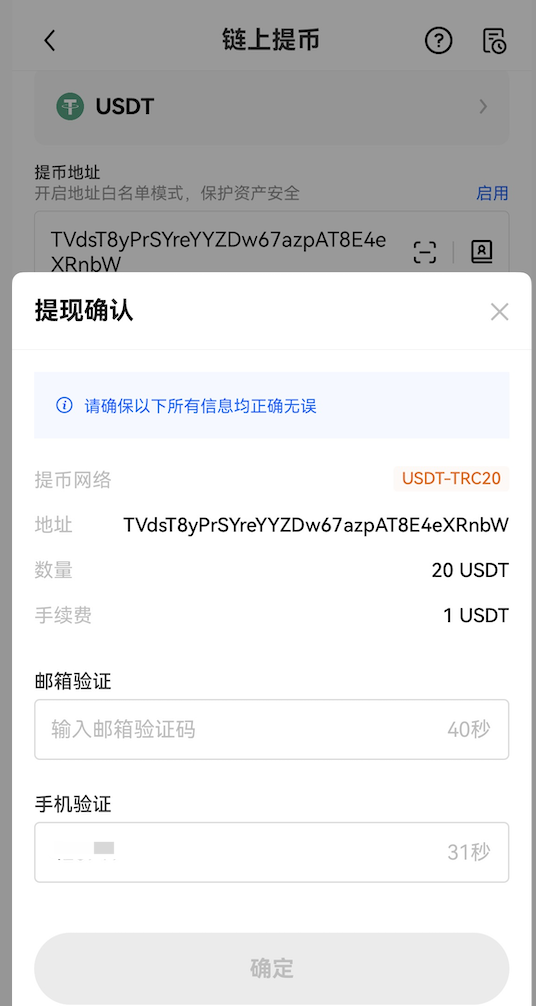 链上提币
USDT
提币地址
开启地址白名单模式，保护资产安全
启用
TVdsT8yPrSYreYYZDw67azpAT8E4e
XRnbW
提现确认
请确保以下所有信息均正确无误
提币网络
USDT-TRC20
地址
TVdsT8yPrSYreYYZDw67azpAT8E4eXRnbW
数量
20 USDT
手续费
1 USDT
邮箱验证
输入邮箱验证码
40秒
手机验证
31秒
确定